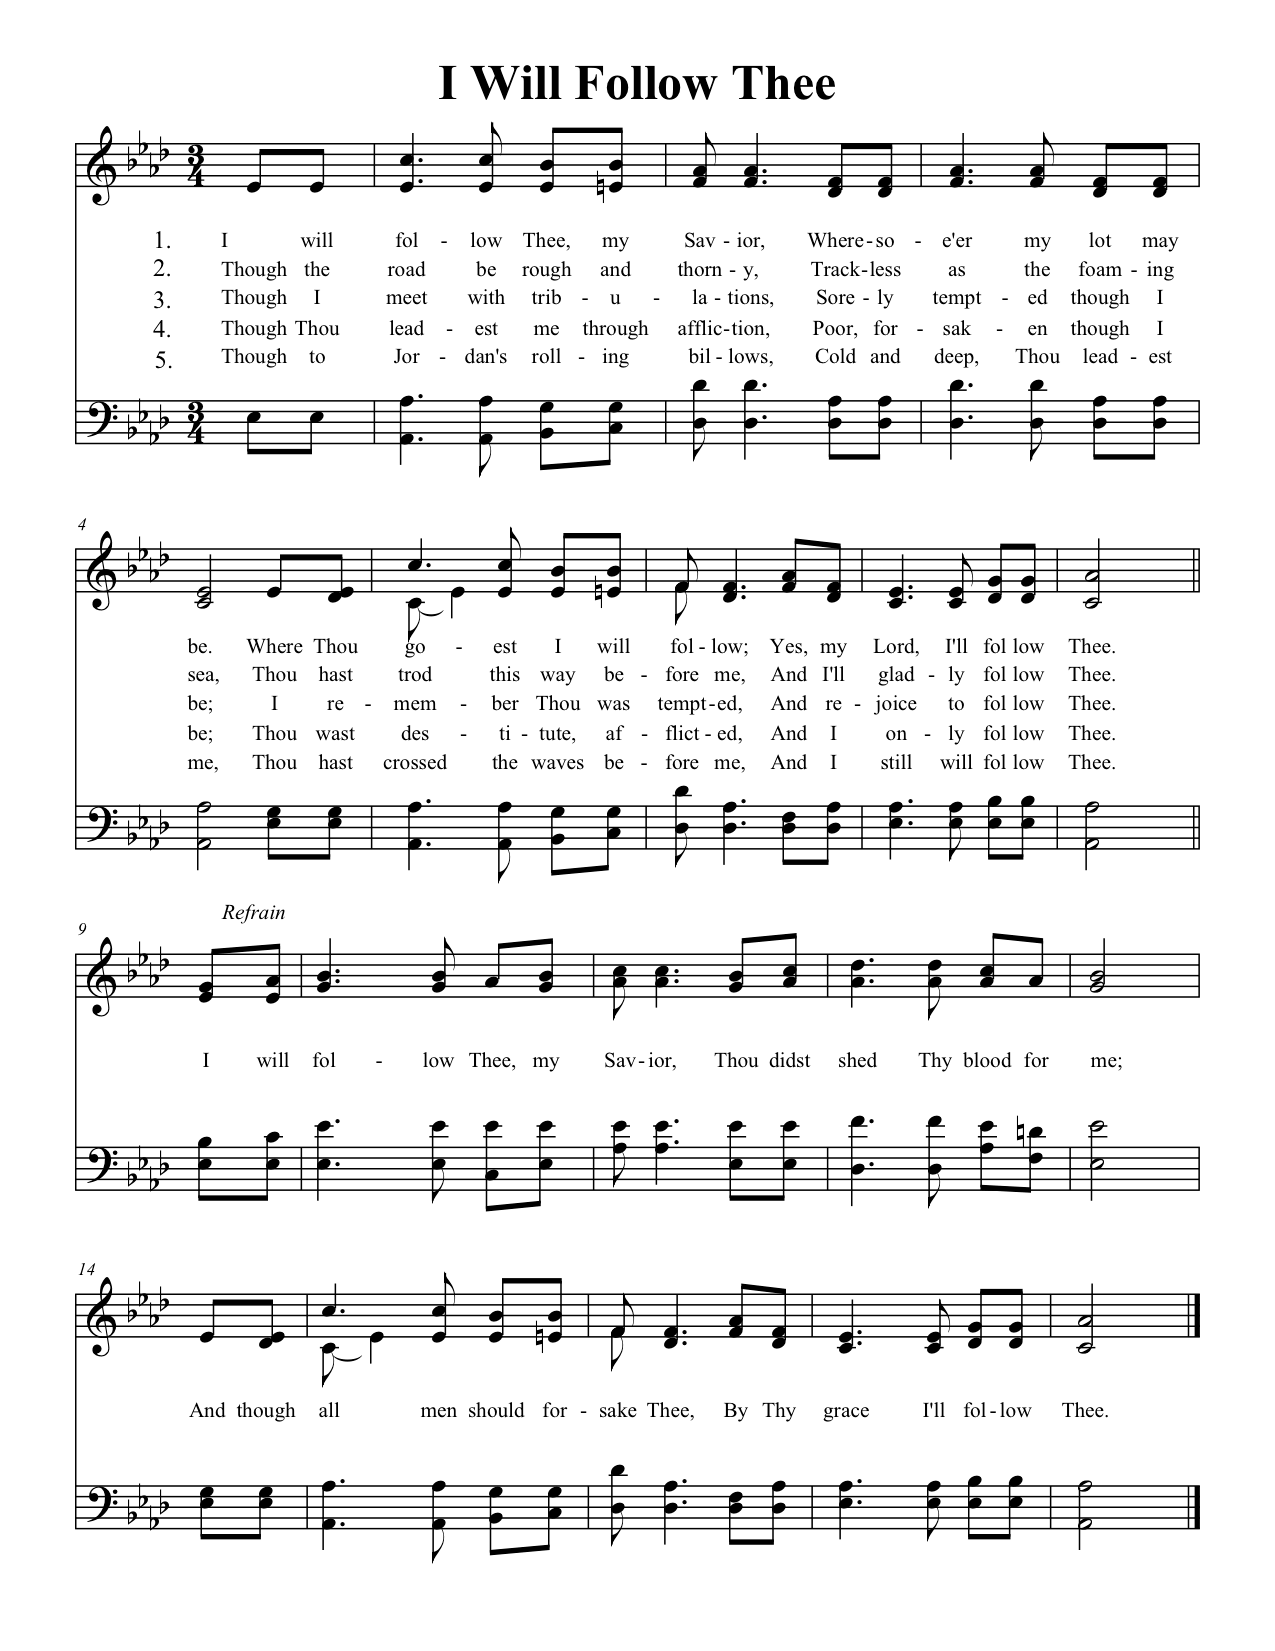 I Will Follow Thee
3
4
1. I will fol - low Thee, my Sav - ior, Where - so - e'er my lot may
2. Though the road be rough and thorn - y, Track - less as the foam - ing
3. Though I meet with trib - u - la - tions, Sore - ly tempt - ed though I
4. Though Thou lead - est me through afflic - tion, Poor, for - sak - en though I
5. Though to Jor - dan's roll - ing bil - lows, Cold and deep, Thou lead - est
3
4
4
be. Where Thou go - est I will fol - low; Yes, my Lord, I'll fol low Thee.
sea, Thou hast trod this way be - fore me, And I'll glad - ly fol low Thee.
be; I re - mem - ber Thou was tempt - ed, And re - joice to fol low Thee.
be; Thou wast des - ti - tute, af - flict - ed, And I on - ly fol low Thee.
me, Thou hast crossed the waves be - fore me, And I still will fol low Thee.
Refrain
9
I will fol - low Thee, my Sav - ior, Thou didst shed Thy blood for me;
14
And though all men should for - sake Thee, By Thy grace I'll fol - low Thee.